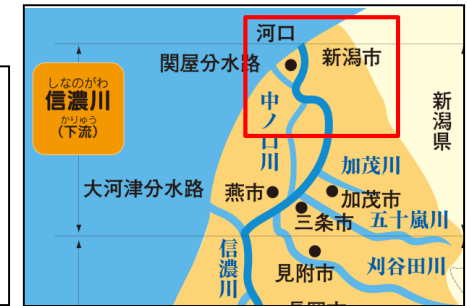 河口
関屋分水路
新潟市
しなのがわ
信濃川
かりゅう
(下流)
中ノ口川
新潟県
加茂川
大河津分水路
燕市
加茂市
三条市
五十嵐川
信濃川
見附市
刈谷田川